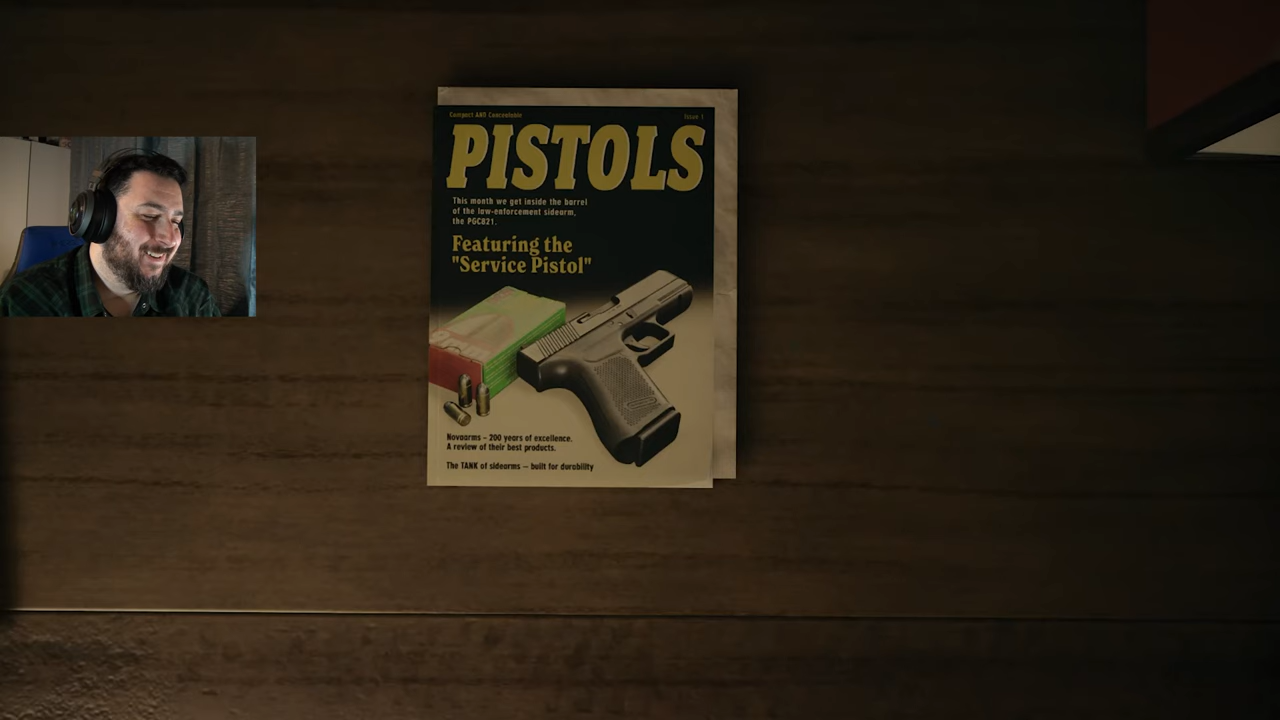 Compact AND Concealable
Issue 1
PISTOLS
This month we get inside the barrel
of the law-enforcement sidearm,
the PGC821.
Featuring the
"Service Pistol"
Novaarms - 200 years of excellence.
A review of their best products.
The TANK of sidearms - built for durability